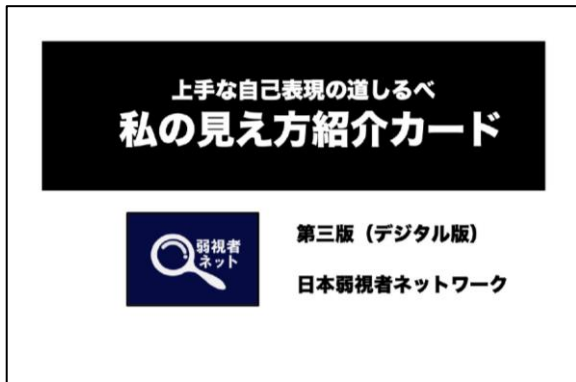 上手な自己表現の道しるべ
私の見え方紹介カード
弱視者
ネット
第三版（デジタル版）
日本弱視者ネットワーク